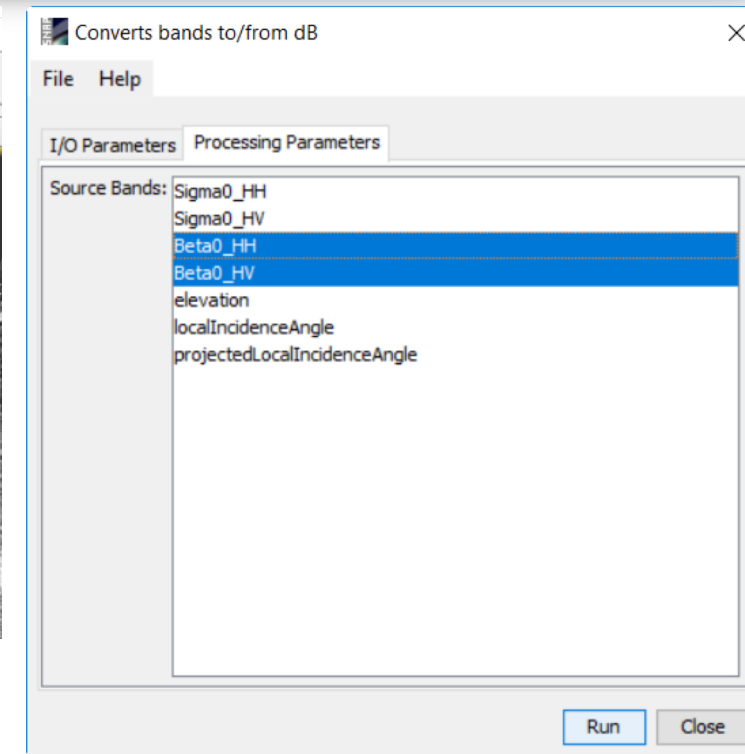 Converts bands to/from dB
File Help
I/O Parameters Processing Parameters
Source Bands: Sigma0_HH
Sigma0_HV
Beta0_HH
Beta0_HV
elevation
localIncidenceAngle
projectedLocalIncidenceAngle
Run Close